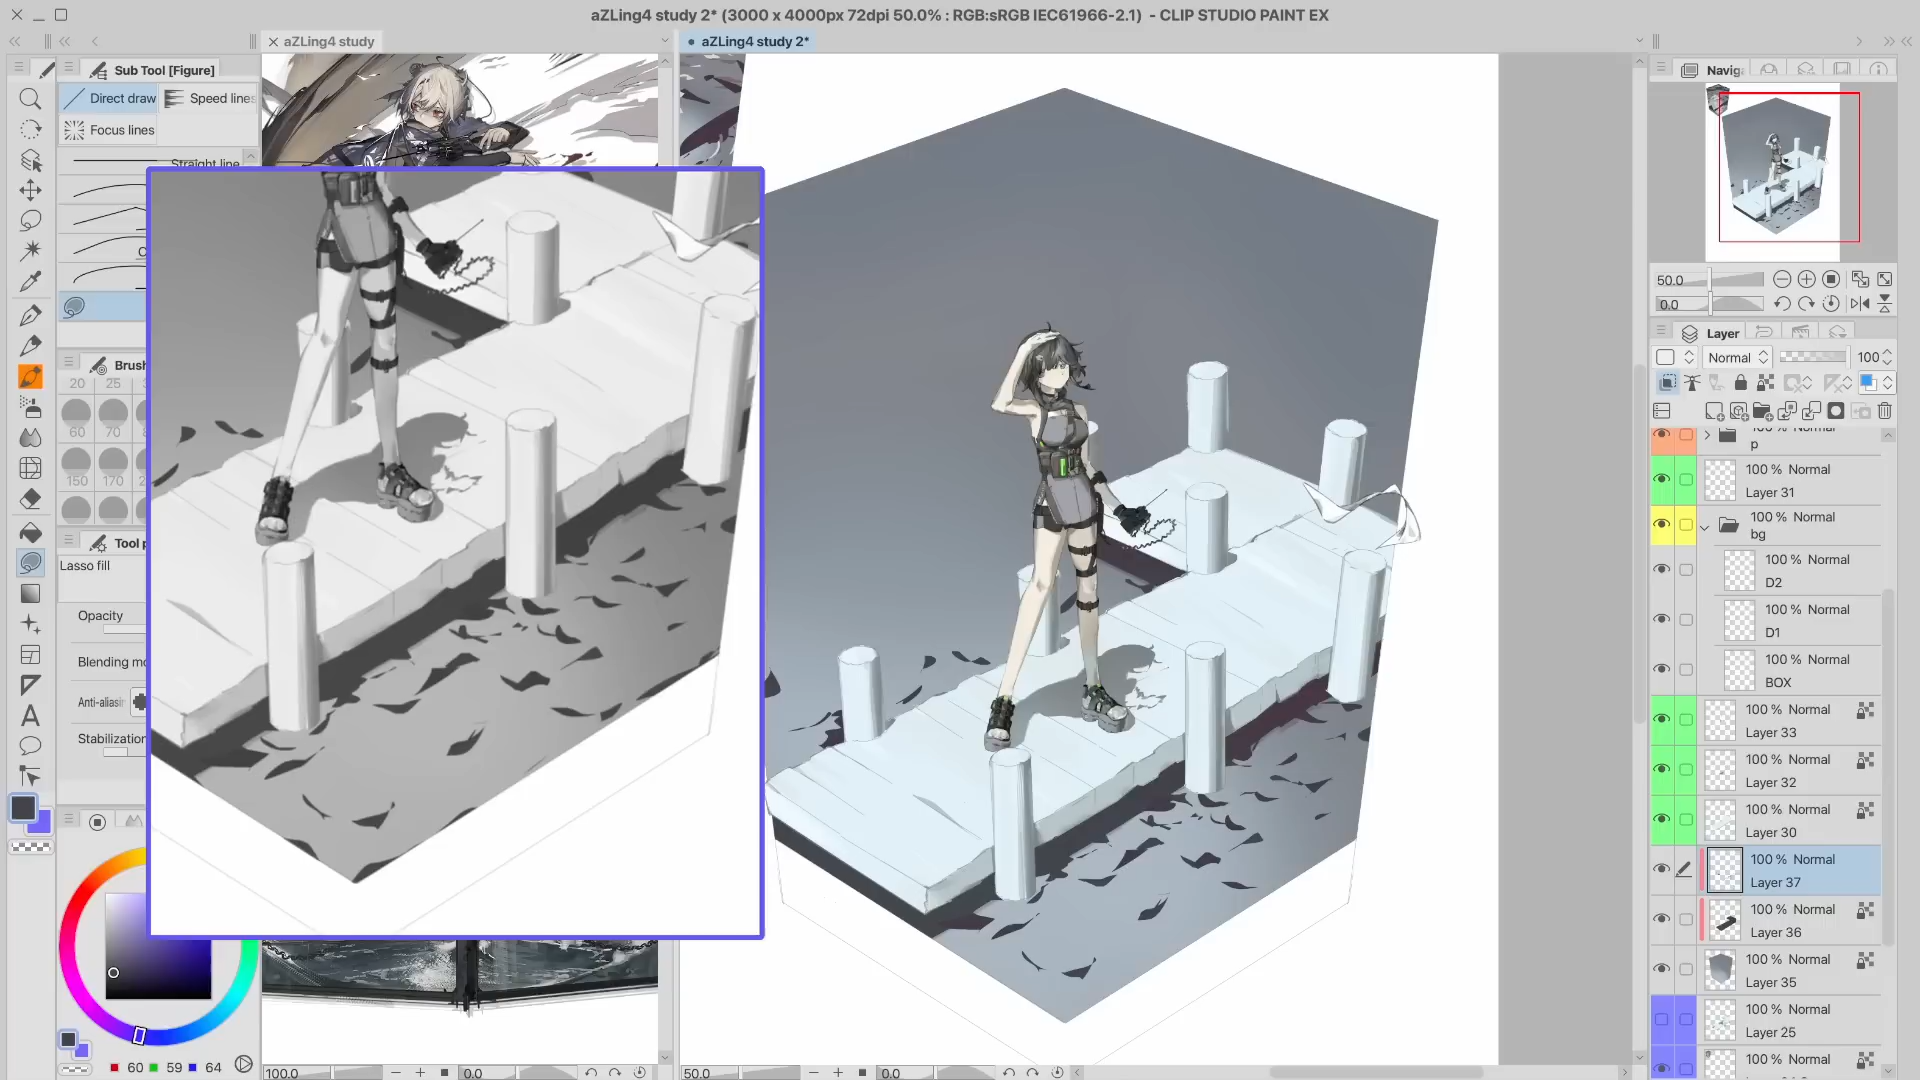 aZLing4 study 2* (3000 x 4000px 72dpi 50.0% : RGB:sRGB IEC61966-2.1)  - CLIP STUDIO PAINT EX
aZLing4 study
aZLing4 study 2*
Sub Tool [Figure]
Direct draw
Speed lines
Focus lines
Straight line
Brush
20 25
60 70
150 170
Tool p
Lasso fill
Opacity
Blending mo
Anti-aliasin
Stabilization
60 59 64
100.0
0.0
50.0
0.0
Naviga
50.0
0.0
Layer
Normal
100
p
100 % Normal
Layer 31
100 % Normal
bg
100 % Normal
D2
100 % Normal
D1
100 % Normal
BOX
100 % Normal
Layer 33
100 % Normal
Layer 32
100 % Normal
Layer 30
100 % Normal
Layer 37
100 % Normal
Layer 36
100 % Normal
Layer 35
100 % Normal
Layer 25
100 % Normal